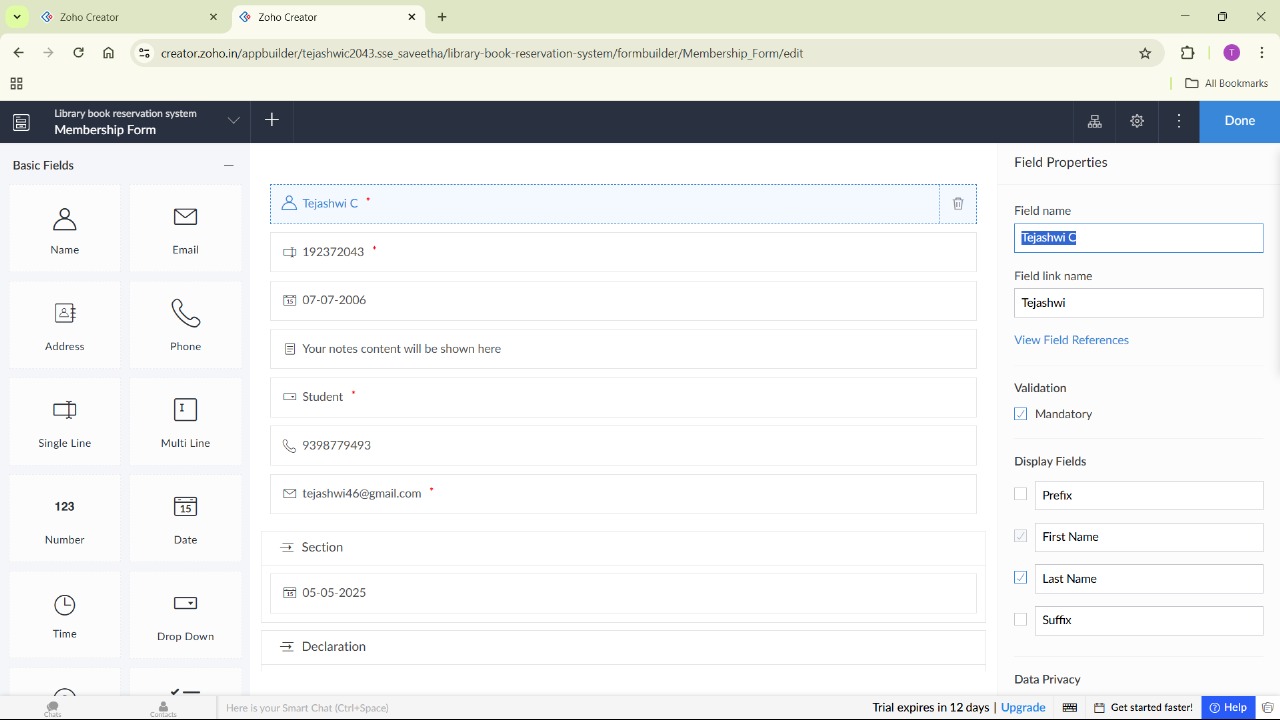 Zoho Creator
Zoho Creator
creator.zoho.in/appbuilder/tejashwic2043.sse_saveetha/library-book-reservation-system/formbuilder/Membership_Form/edit
T
All Bookmarks
Library book reservation system
Membership Form
Done
Basic Fields
Name
Email
Address
Phone
Single Line
Multi Line
123
Number
15
Date
Time
Drop Down
Tejashwi C *
192372043 *
15 07-07-2006
Your notes content will be shown here
Student *
9398779493
tejashwi46@gmail.com *
Section
15 05-05-2025
Declaration
Field Properties
Field name
Tejashwi C
Field link name
Tejashwi
View Field References
Validation
Mandatory
Display Fields
Prefix
First Name
Last Name
Suffix
Data Privacy
Chats
Contacts
Here is your Smart Chat (Ctrl+Space)
Trial expires in 12 days | Upgrade
Get started faster!
? Help